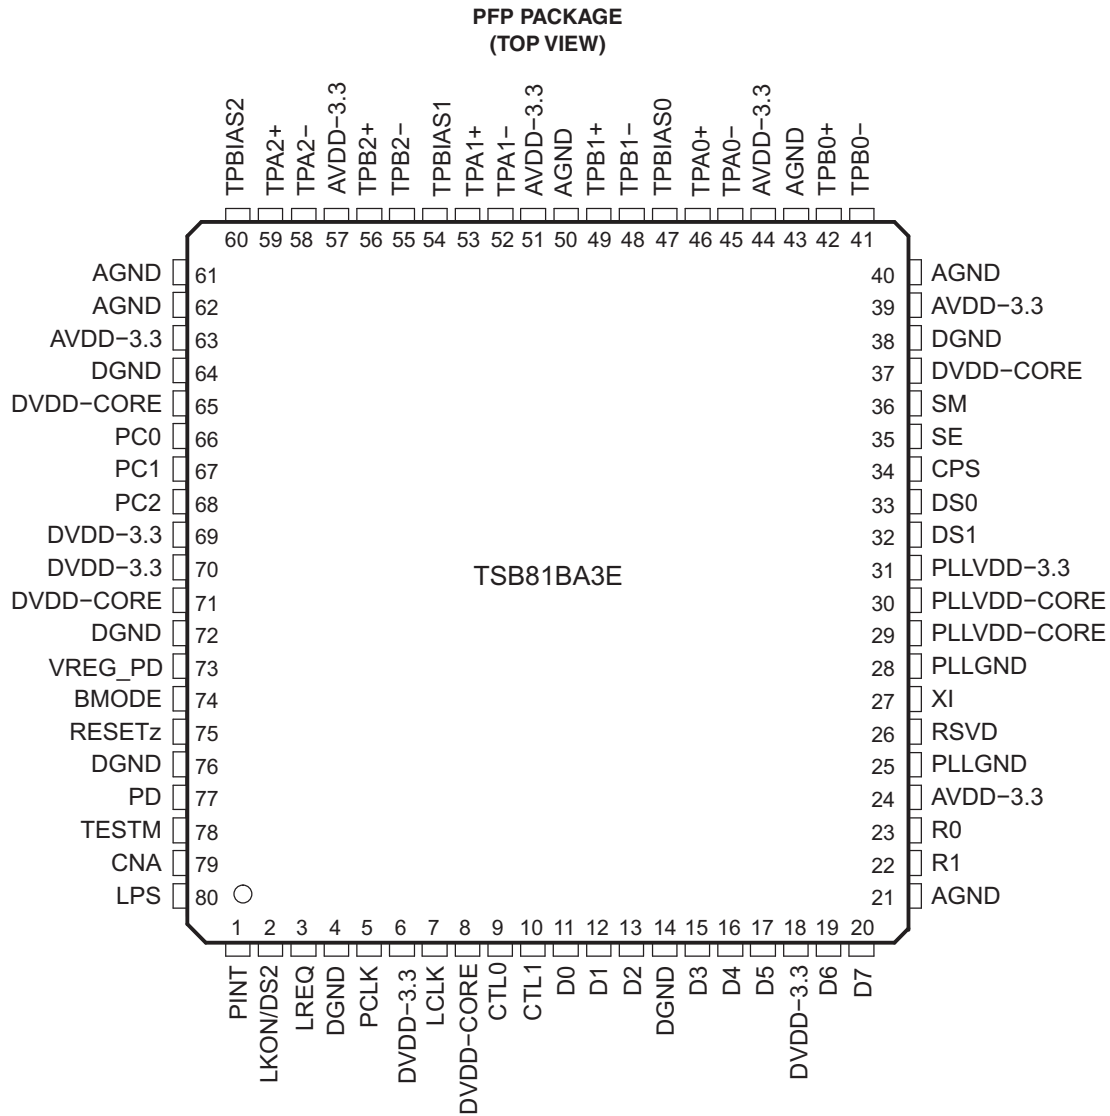 PFP PACKAGE
(TOP VIEW)
TPBIAS2
TPA2+
TPA2−
AVDD−3.3
TPB2+
TPB2−
TPBIAS1
TPA1+
TPA1−
AVDD−3.3
AGND
TPB1+
TPB1−
TPBIAS0
TPA0+
TPA0−
AVDD−3.3
AGND
TPB0+
TPB0−
60 59 58 57 56 55 54 53 52 51 50 49 48 47 46 45 44 43 42 41
AGND 61
AGND 62
AVDD−3.3 63
DGND 64
DVDD−CORE 65
PC0 66
PC1 67
PC2 68
DVDD−3.3 69
DVDD−3.3 70
DVDD−CORE 71
DGND 72
VREG_PD 73
BMODE 74
RESETz 75
DGND 76
PD 77
TESTM 78
CNA 79
LPS 80
TSB81BA3E
40 AGND
39 AVDD−3.3
38 DGND
37 DVDD−CORE
36 SM
35 SE
34 CPS
33 DS0
32 DS1
31 PLLVDD−3.3
30 PLLVDD−CORE
29 PLLVDD−CORE
28 PLLGND
27 XI
26 RSVD
25 PLLGND
24 AVDD−3.3
23 R0
22 R1
21 AGND
1 2 3 4 5 6 7 8 9 10 11 12 13 14 15 16 17 18 19 20
PINT
LKON/DS2
LREQ
DGND
PCLK
DVDD−3.3
LCLK
DVDD−CORE
CTL0
CTL1
D0
D1
D2
DGND
D3
D4
D5
DVDD−3.3
D6
D7